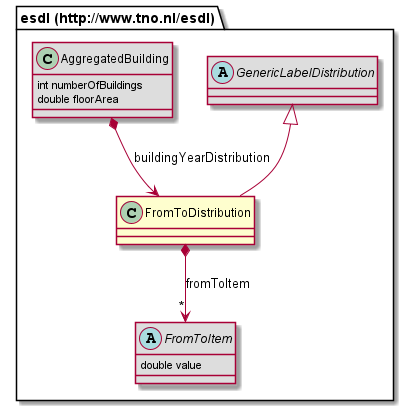 esdl (http://www.tno.nl/esdl)
C AggregatedBuilding
int numberOfBuildings
double floorArea
A GenericLabelDistribution
buildingYearDistribution
C FromToDistribution
fromToItem
*
A FromToItem
double value